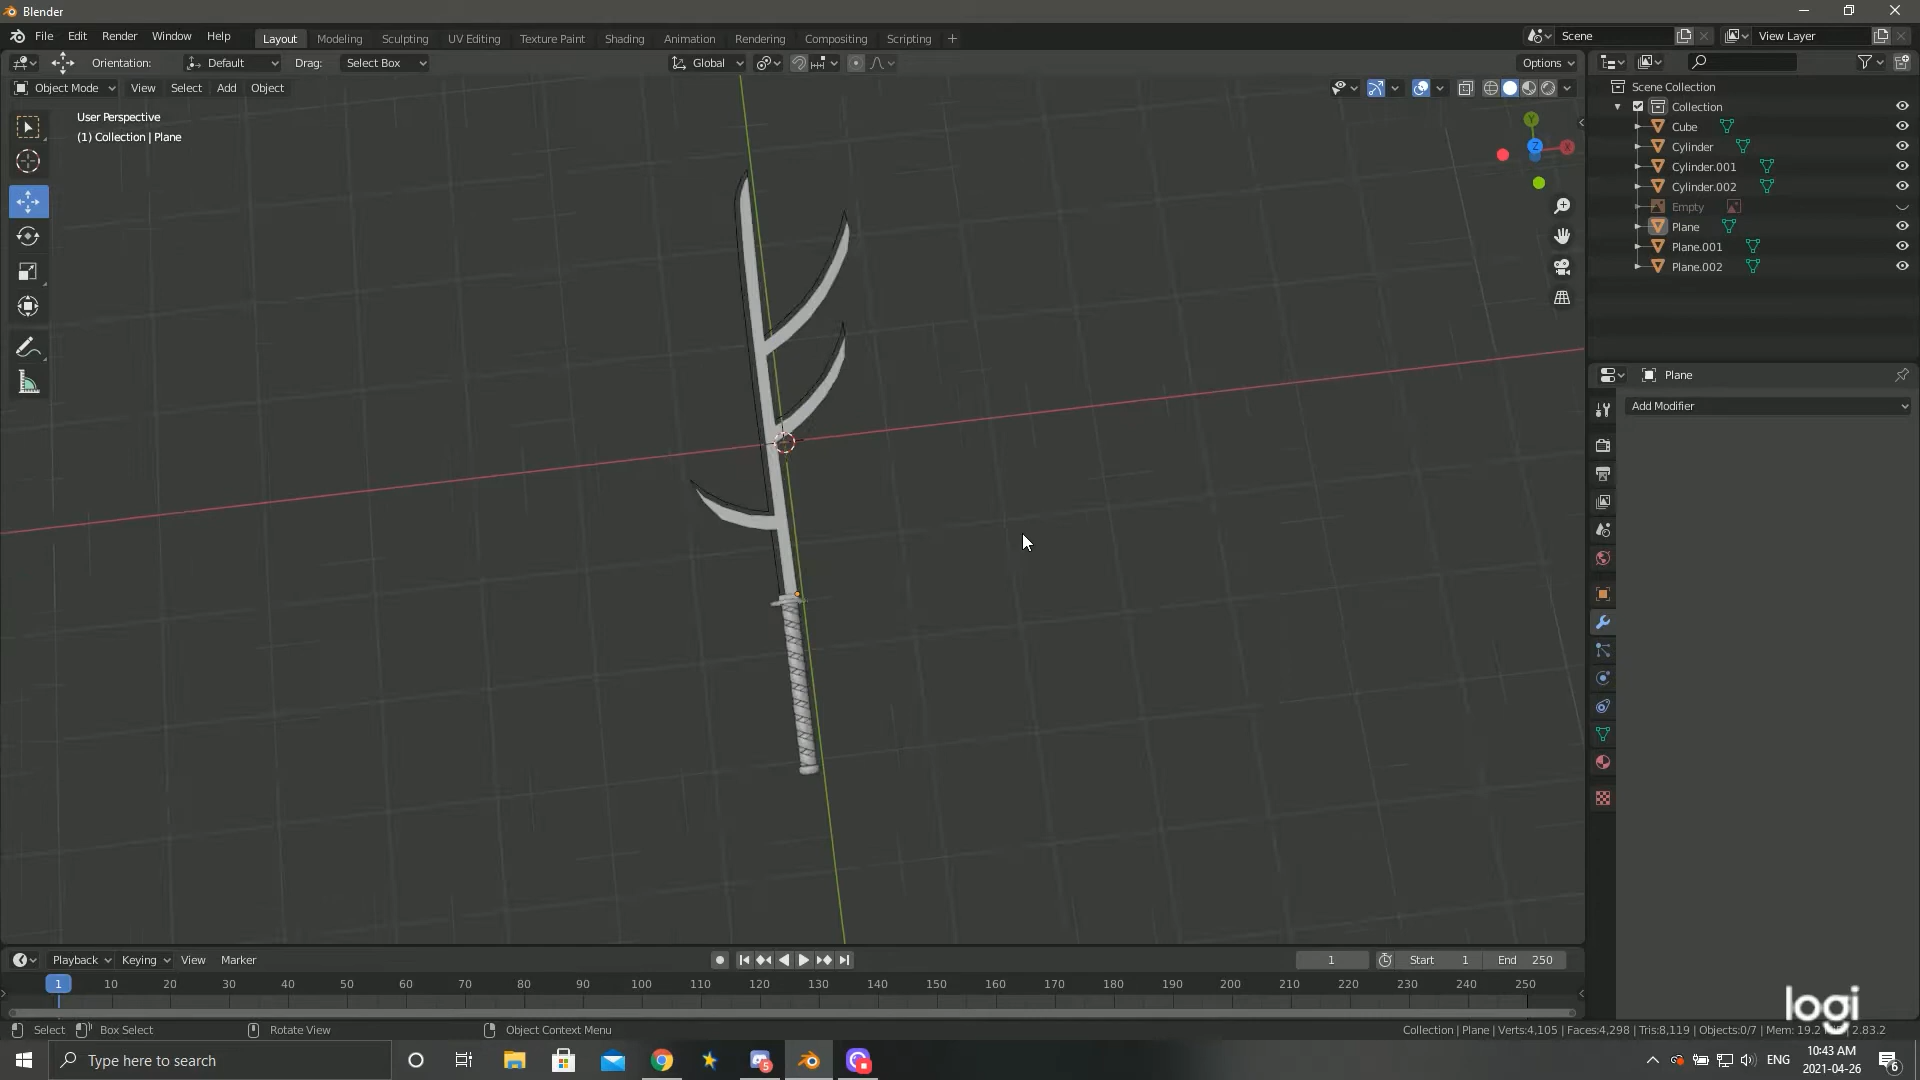 Blender
File Edit Render Window Help Layout Modeling Sculpting UV Editing Texture Paint Shading Animation Rendering Compositing Scripting + Scene View Layer
Orientation: Default Drag: Select Box Global Options
Object Mode View Select Add Object
User Perspective
(1) Collection | Plane
Y
Z
X
Scene Collection
Collection
Cube
Cylinder
Cylinder.001
Cylinder.002
Empty
Plane
Plane.001
Plane.002
Plane
Add Modifier
Playback Keying View Marker 1 Start 1 End 250
1 10 20 30 40 50 60 70 80 90 100 110 120 130 140 150 160 170 180 190 200 210 220 230 240 250
logi
Select Box Select Rotate View Object Context Menu Collection | Plane | Verts:4,105 | Faces:4,298 | Tris:8,119 | Objects:0/7 | Mem: 19.2 | 2.83.2
Type here to search 5 ENG 10:43 AM
2021-04-26 6